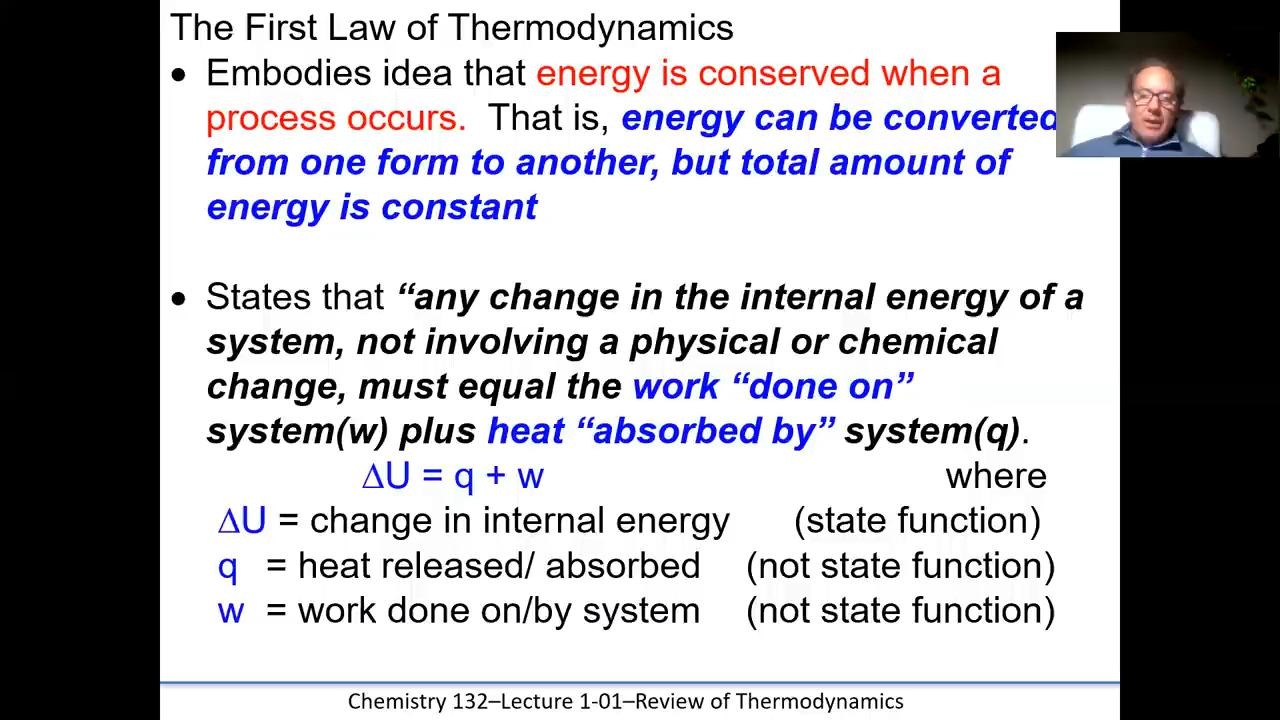 The First Law of Thermodynamics
• Embodies idea that energy is conserved when a
process occurs. That is, energy can be converted
from one form to another, but total amount of
energy is constant
• States that “any change in the internal energy of a
system, not involving a physical or chemical
change, must equal the work “done on”
system(w) plus heat “absorbed by” system(q).
∆U = q + w where
∆U = change in internal energy (state function)
q = heat released/ absorbed (not state function)
w = work done on/by system (not state function)
Chemistry 132–Lecture 1-01–Review of Thermodynamics